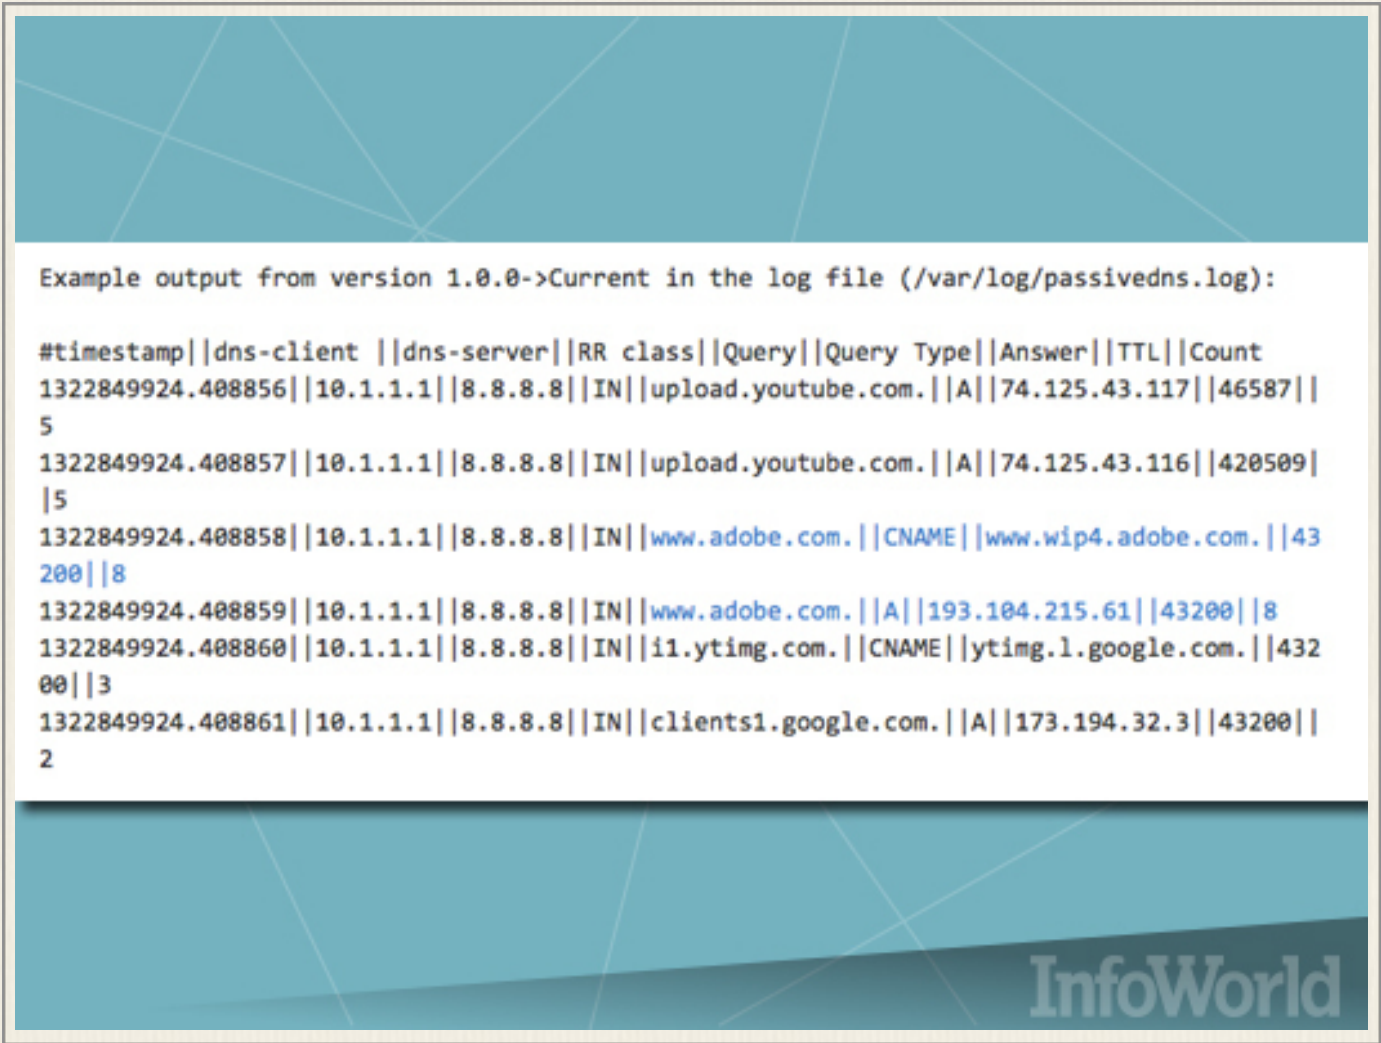 Example output from version 1.0.0->Current in the log file (/var/log/passivedns.log):
#timestamp||dns-client ||dns-server||RR class||Query||Query Type||Answer||TTL||Count
1322849924.408856||10.1.1.1||8.8.8.8||IN||upload.youtube.com.||A||74.125.43.117||46587||
5
1322849924.408857||10.1.1.1||8.8.8.8||IN||upload.youtube.com.||A||74.125.43.116||420509|
|5
1322849924.408858||10.1.1.1||8.8.8.8||IN||www.adobe.com.||CNAME||www.wip4.adobe.com.||43
200||8
1322849924.408859||10.1.1.1||8.8.8.8||IN||www.adobe.com.||A||193.104.215.61||43200||8
1322849924.408860||10.1.1.1||8.8.8.8||IN||i1.ytimg.com.||CNAME||ytimg.l.google.com.||432
00||3
1322849924.408861||10.1.1.1||8.8.8.8||IN||clients1.google.com.||A||173.194.32.3||43200||
2
InfoWorld